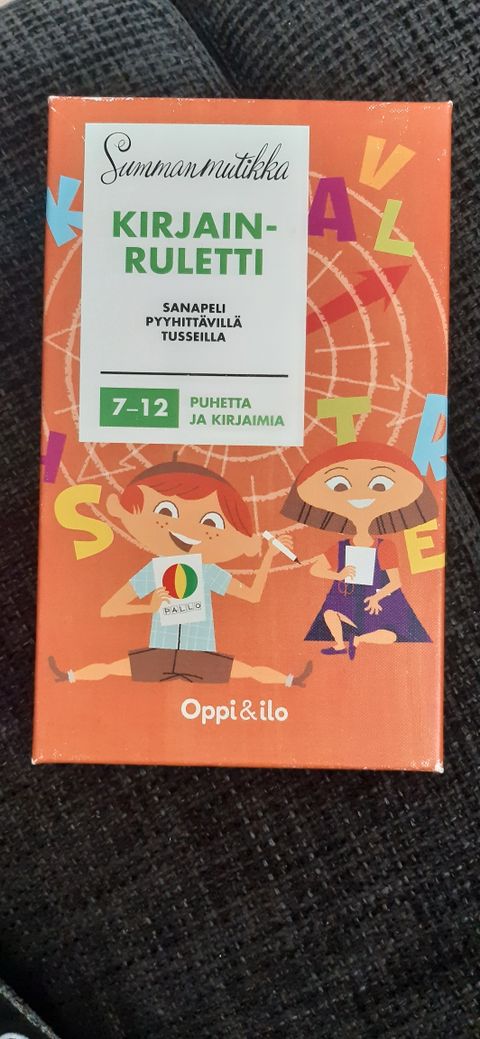 Summanmutikka
KIRJAIN-
RULETTI
SANAPELI
PYYHITTÄVILLÄ
TUSSEILLA
7–12
PUHETTA
JA KIRJAIMIA
K
A
V
L
I
S
T
R
E
PALLO
Oppi&ilo